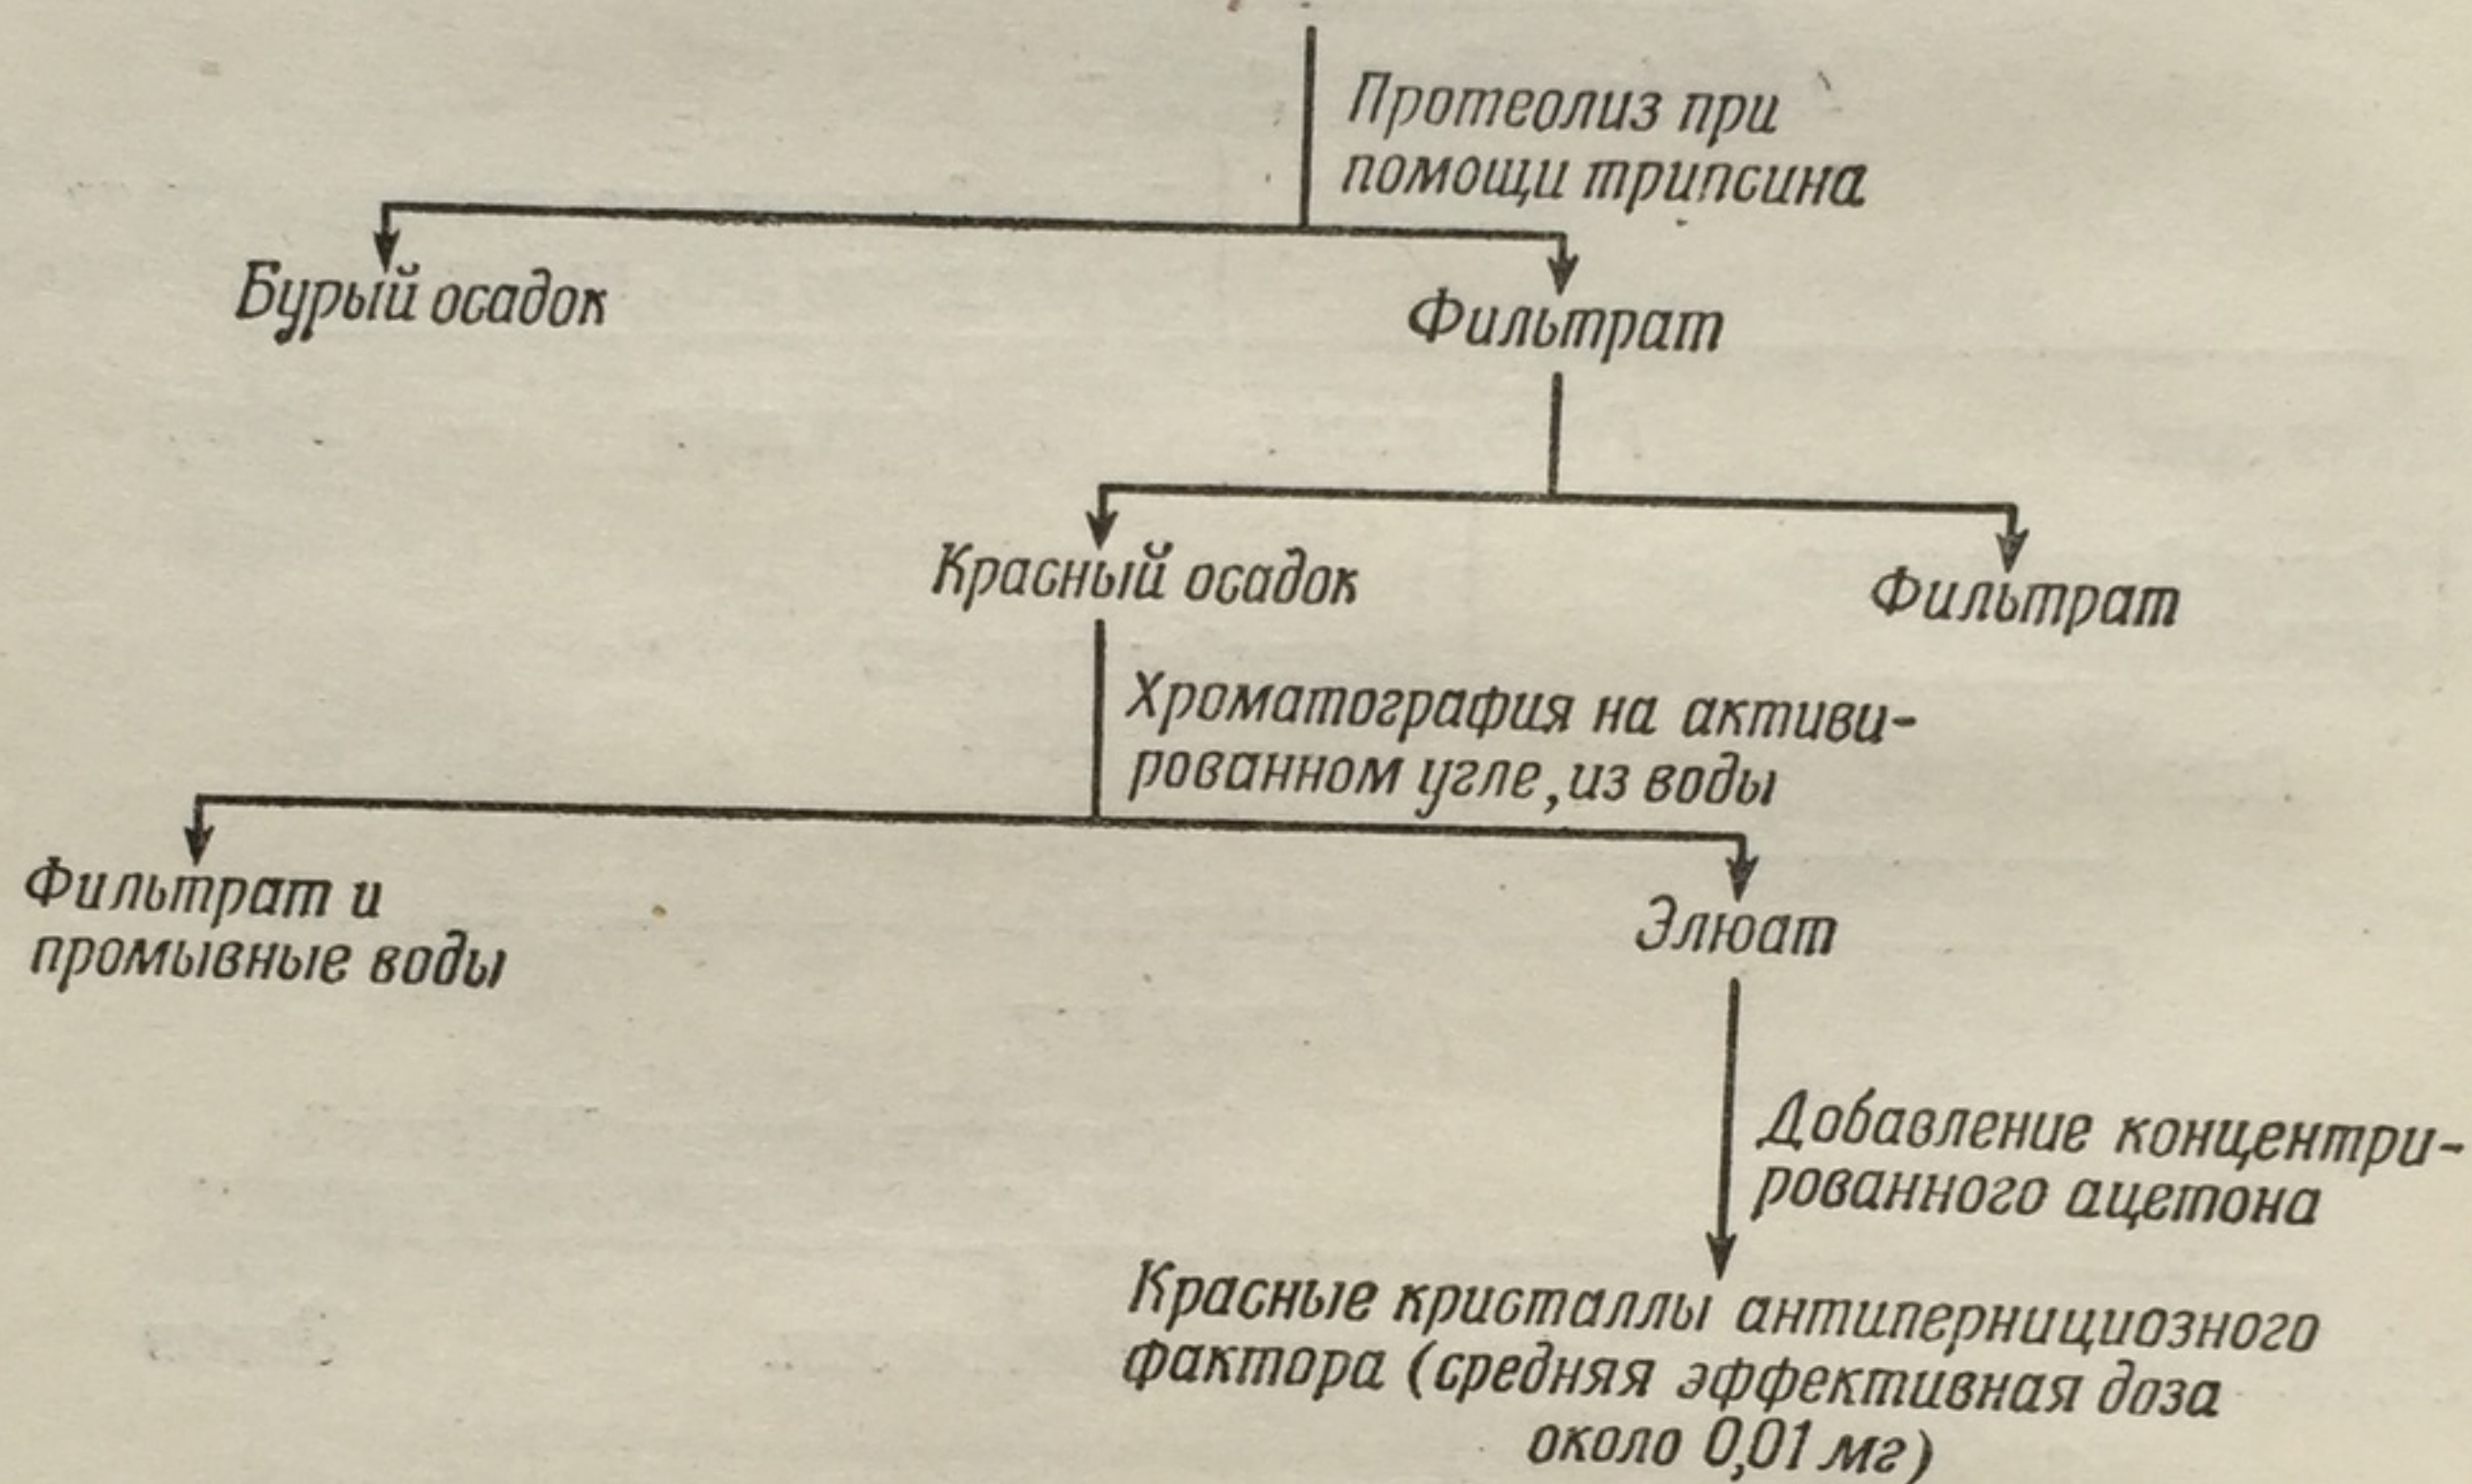 Протеолиз при
помощи трипсина
Бурый осадок
Фильтрат
Красный осадок
Фильтрат
Хроматография на активи-
рованном угле, из воды
Фильтрат и
промывные воды
Элюат
Добавление концентри-
рованного ацетона
Красные кристаллы антипернициозного
фактора (средняя эффективная доза
около 0,01 мг)